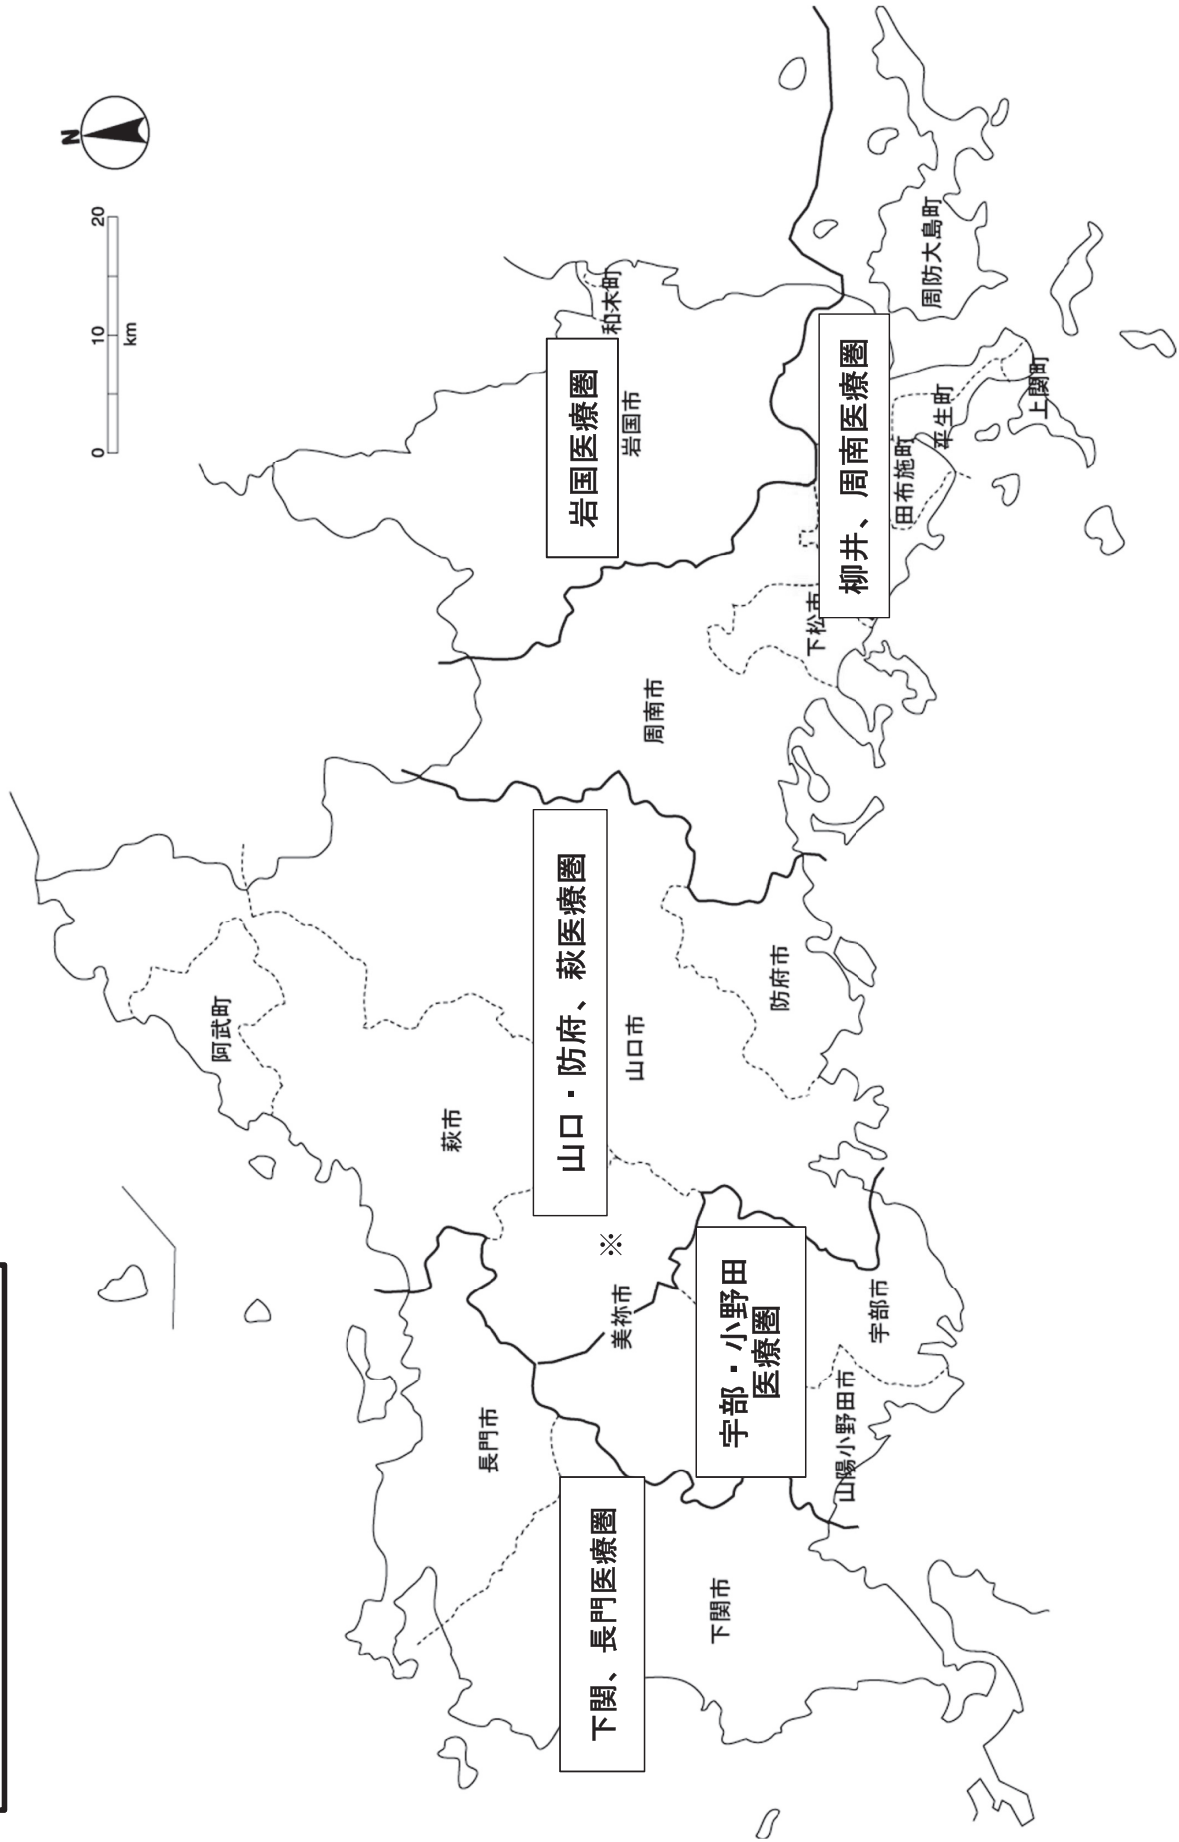 N
0 10 20
km
阿武町
萩市
長門市
美祢市
※
山口市
防府市
周南市
下松市
岩国市
和木町
周防大島町
上関町
平生町
田布施町
宇部市
山陽小野田市
下関市
岩国医療圏
柳井、周南医療圏
山口・防府、萩医療圏
宇部・小野田
医療圏
下関、長門医療圏